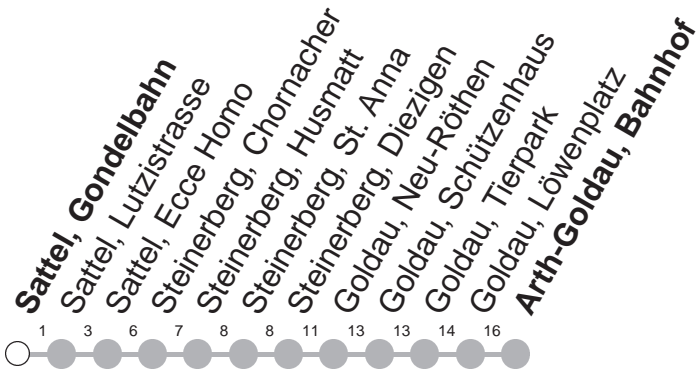 Sattel, Gondelbahn
Sattel, Lutzistrasse
Sattel, Ecce Homo
Steinerberg, Chornacher
Steinerberg, Husmatt
Steinerberg, St. Anna
Steinerberg, Diezigen
Goldau, Neu-Röthen
Goldau, Schützenhaus
Goldau, Tierpark
Goldau, Löwenplatz
Arth-Goldau, Bahnhof
1 3 6 7 8 8 11 13 13 14 16